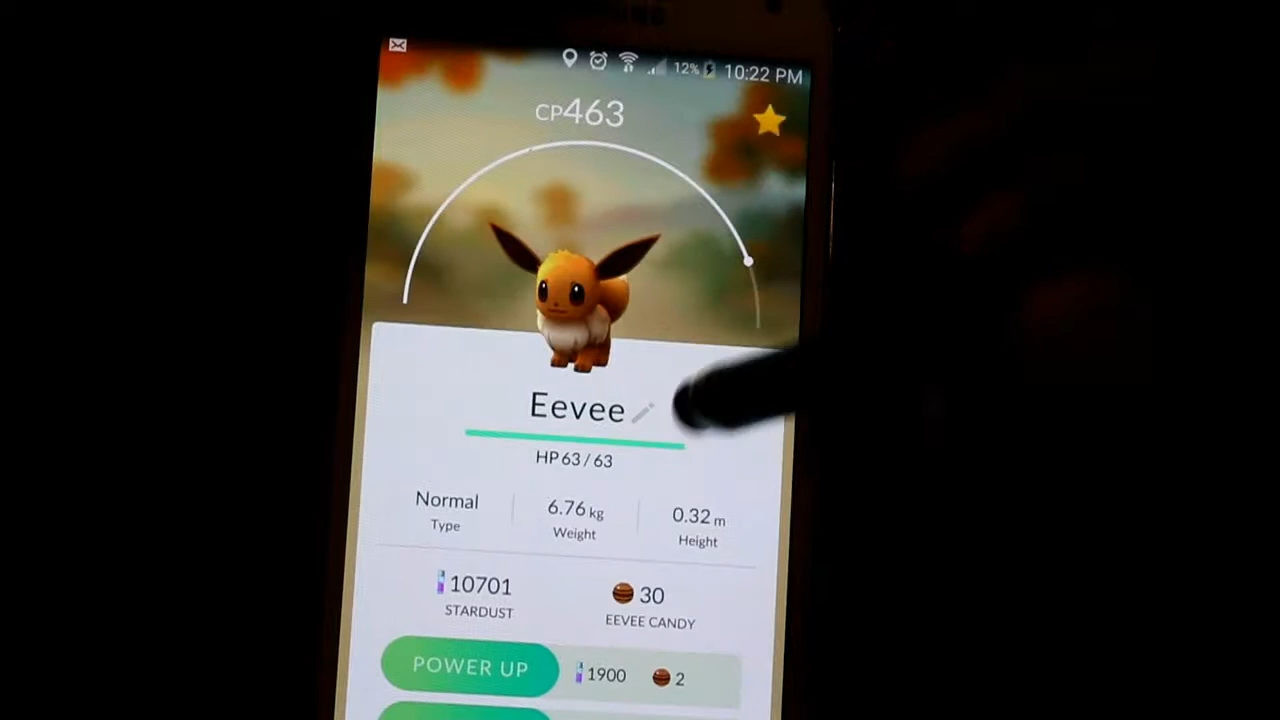 12% 10:22 PM
CP463
Eevee
HP 63 / 63
Normal 6.76 kg 0.32 m
Type Weight Height
10701 30
STARDUST EEVEE CANDY
POWER UP 1900 2